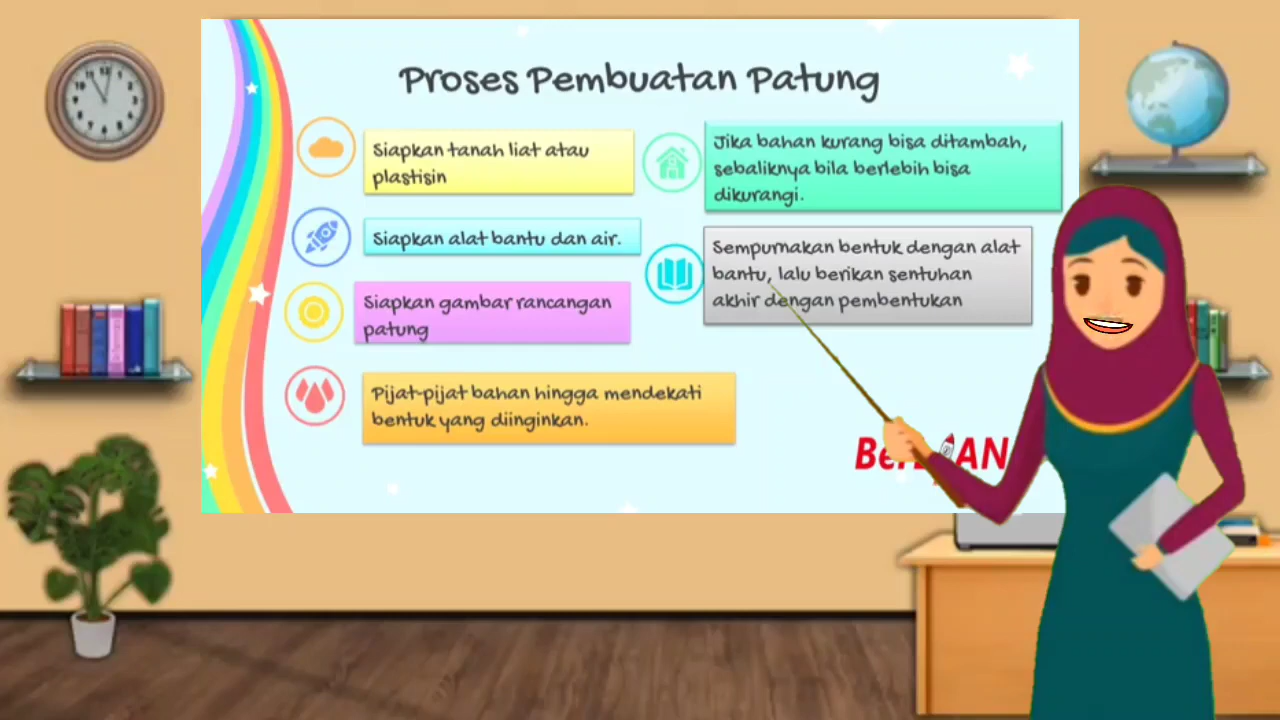 Proses Pembuatan Patung
Siapkan tanah liat atau
plastisin
Siapkan alat bantu dan air.
Siapkan gambar rancangan
patung
Pijat-pijat bahan hingga mendekati
bentuk yang diinginkan.
Jika bahan kurang bisa ditambah,
sebaliknya bila berlebih bisa
dikurangi.
Sempurnakan bentuk dengan alat
bantu, lalu berikan sentuhan
akhir dengan pembentukan